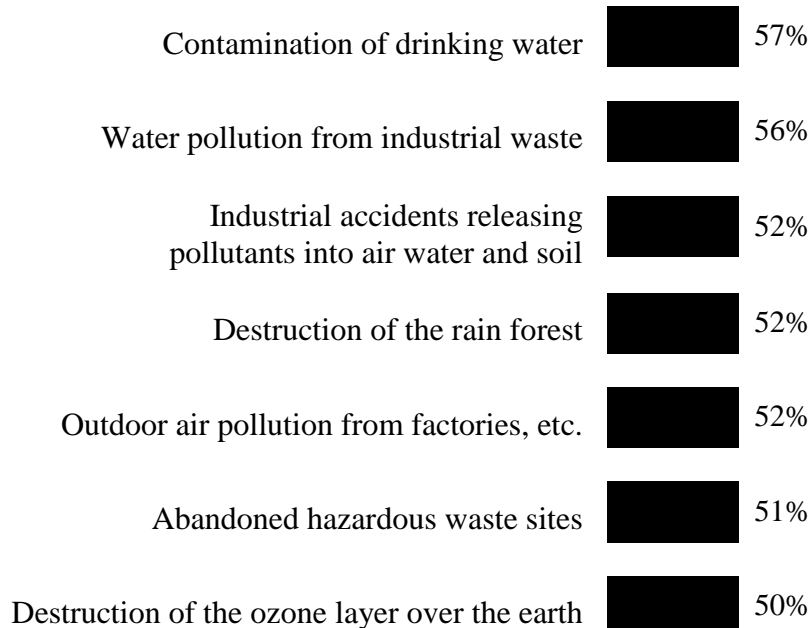 Contamination of drinking water 57%
Water pollution from industrial waste 56%
Industrial accidents releasing
pollutants into air water and soil 52%
Destruction of the rain forest 52%
Outdoor air pollution from factories, etc. 52%
Abandoned hazardous waste sites 51%
Destruction of the ozone layer over the earth 50%